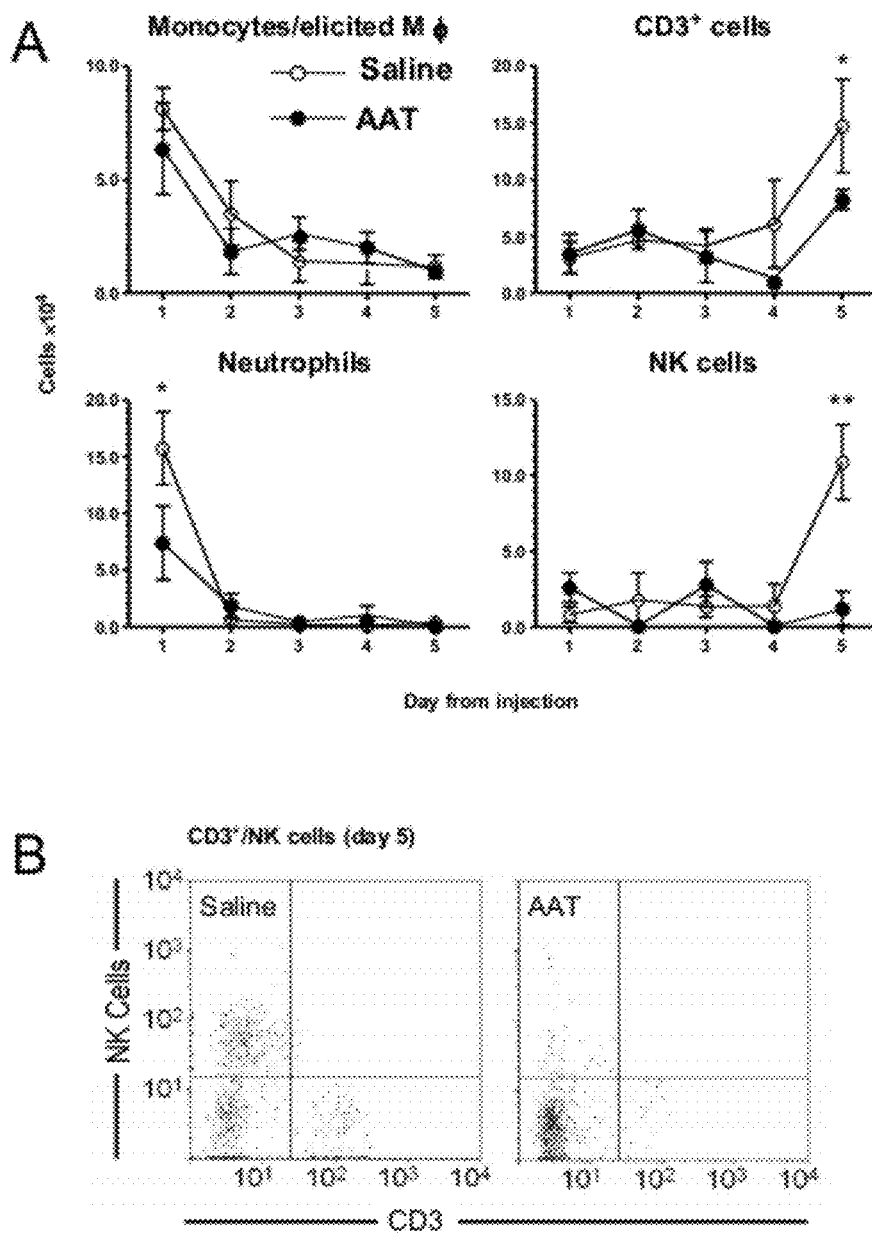 A
Monocytes/elicited M ϕ
CD3⁺ cells
Saline
AAT
10.0
5.0
0.0
1 2 3 4 5
20.0
15.0
10.0
5.0
0.0
*
1 2 3 4 5
Cells ×10⁴
Neutrophils
NK cells
*
20.0
15.0
10.0
5.0
0.0
1 2 3 4 5
**
15.0
10.0
5.0
0.0
1 2 3 4 5
Day from injection
B
CD3⁺/NK cells (day 5)
NK Cells
10⁴
10³
10²
10¹
Saline
AAT
10¹ 10² 10³ 10⁴
10¹ 10² 10³ 10⁴
CD3